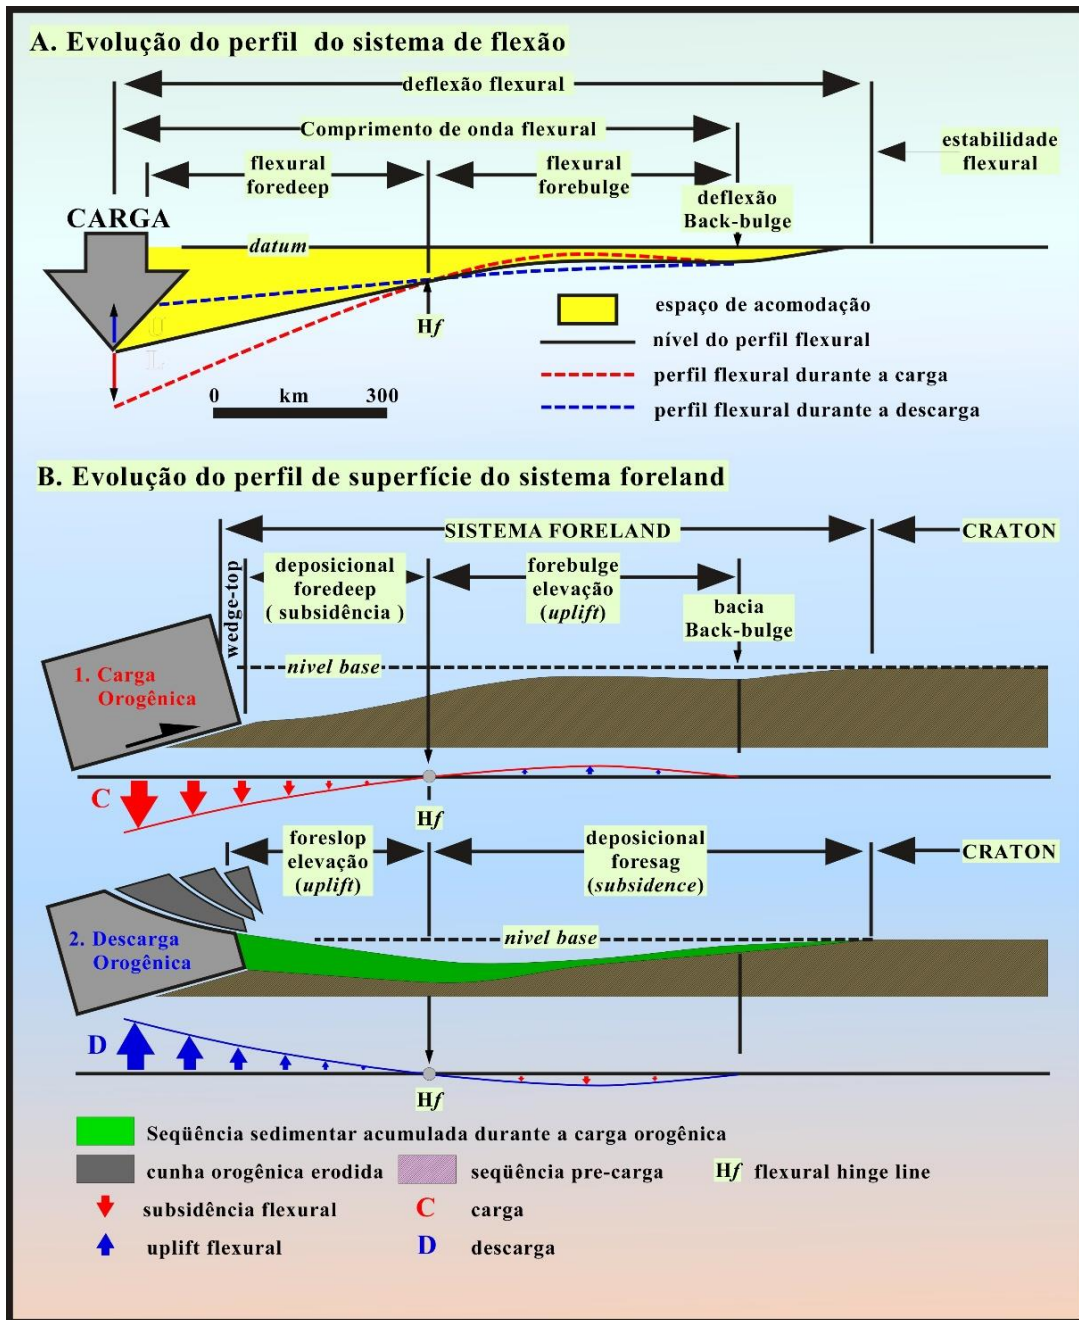 A. Evolução do perfil do sistema de flexão
deflexão flexural
Comprimento de onda flexural
estabilidade
flexural
flexural
foredeep
flexural
forebulge
deflexão
Back-bulge
CARGA
datum
U
L
Hf
espaço de acomodação
nível do perfil flexural
perfil flexural durante a carga
perfil flexural durante a descarga
0 km 300
B. Evolução do perfil de superfície do sistema foreland
SISTEMA FORELAND
CRATON
wedge-top
deposicional
foredeep
( subsidência )
forebulge
elevação
(uplift)
bacia
Back-bulge
nivel base
1. Carga
Orogênica
C
Hf
foreslop
elevação
(uplift)
deposicional
foresag
(subsidence)
CRATON
nivel base
2. Descarga
Orogênica
D
Hf
Seqüência sedimentar acumulada durante a carga orogênica
cunha orogênica erodida
seqüência pre-carga
Hf flexural hinge line
subsidência flexural
C carga
uplift flexural
D descarga